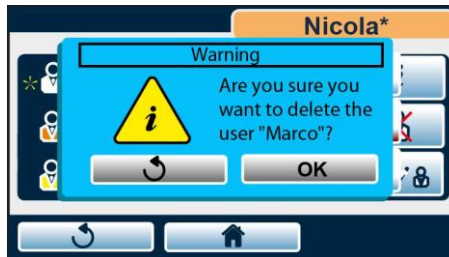 Nicola*
Warning
Are you sure you
want to delete the
user "Marco"?
OK